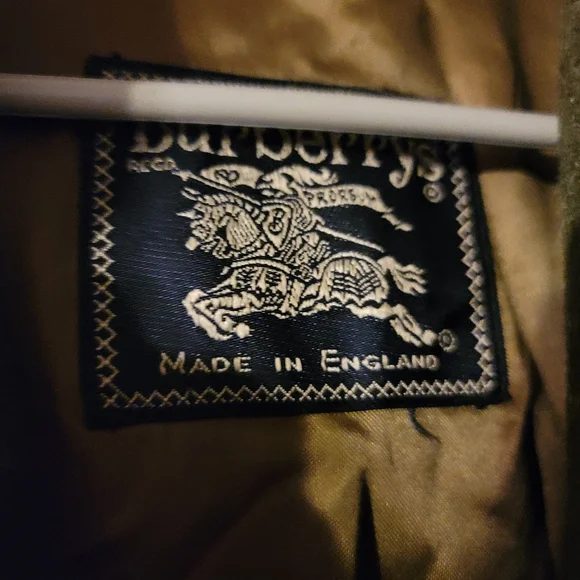 Burberrys
REGD.
PRORSUM
®
®
MADE IN ENGLAND